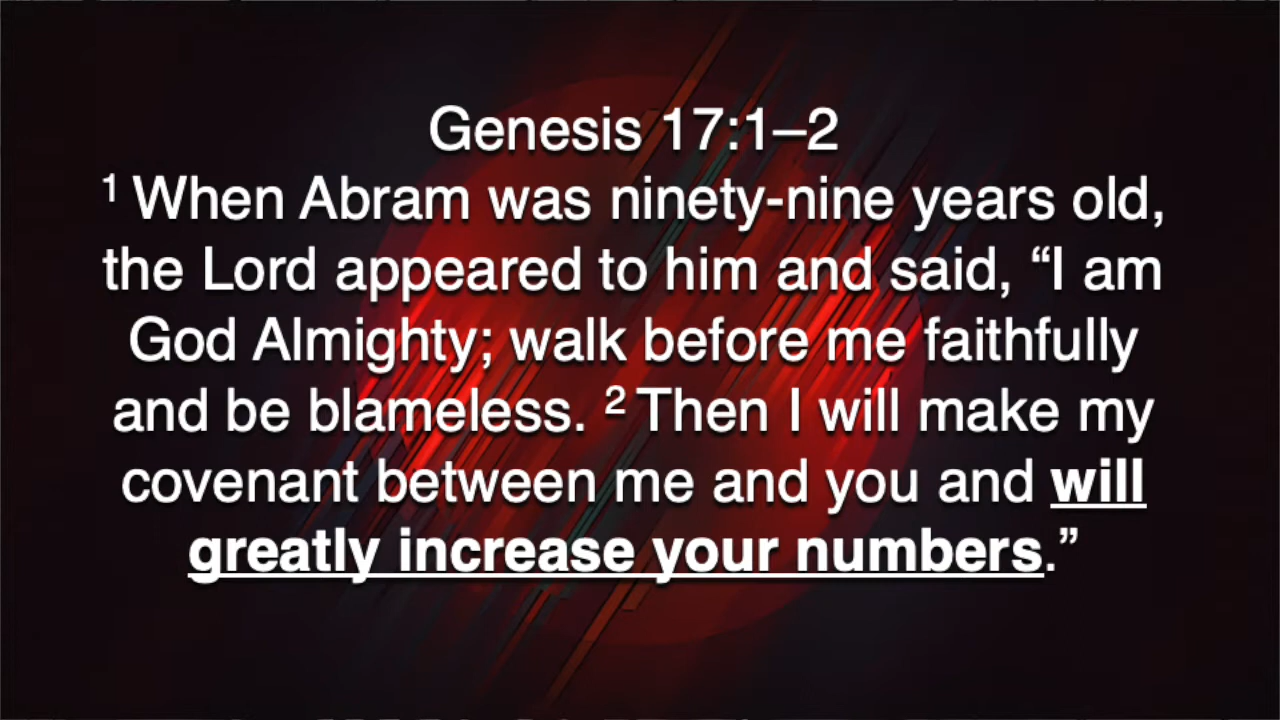 Genesis 17:1–2
¹ When Abram was ninety-nine years old,
the Lord appeared to him and said, “I am
God Almighty; walk before me faithfully
and be blameless. ² Then I will make my
covenant between me and you and will
greatly increase your numbers.”